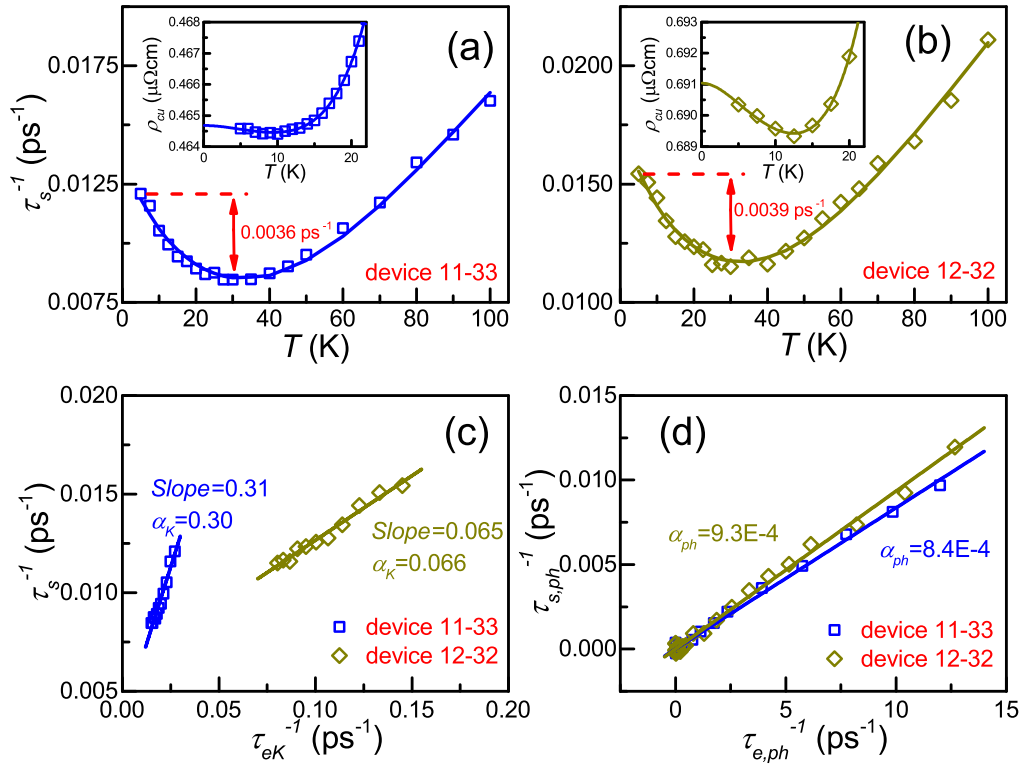 (a)
τs⁻¹ (ps⁻¹)
0.0175
0.0125
0.0075
0 20 40 60 80 100
T (K)
ρcu (μΩcm)
0.468
0.467
0.466
0.465
0.464
0 10 20
T (K)
0.0036 ps⁻¹
device 11-33
(b)
0.0200
0.0150
0.0100
0 20 40 60 80 100
T (K)
ρcu (μΩcm)
0.693
0.692
0.691
0.690
0.689
0 10 20
T (K)
0.0039 ps⁻¹
device 12-32
(c)
τs⁻¹ (ps⁻¹)
0.020
0.015
0.010
0.005
0.00 0.05 0.10 0.15 0.20
τeK⁻¹ (ps⁻¹)
Slope=0.31
αK=0.30
Slope=0.065
αK=0.066
device 11-33
device 12-32
(d)
τs,ph⁻¹ (ps⁻¹)
0.015
0.010
0.005
0.000
0 5 10 15
τe,ph⁻¹ (ps⁻¹)
αph=9.3E-4
αph=8.4E-4
device 11-33
device 12-32